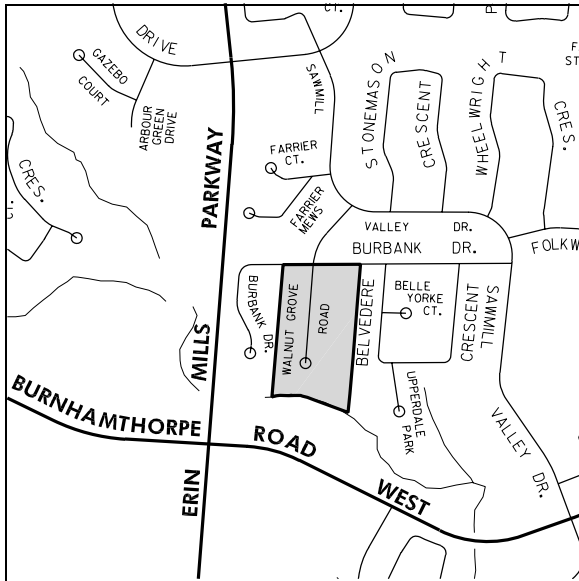 CT.
P
DRIVE
GAZEBO
COURT
ARBOUR
GREEN
DRIVE
SAWMILL
STONEMASON
CRESCENT
WHEELWRIGHT
CRES.
F
ST
CRES.
PARKWAY
FARRIER
CT.
FARRIER
MEWS
VALLEY DR.
BURBANK DR.
FOLKW
BURBANK DR.
WALNUT GROVE
ROAD
BELVEDERE
CRESCENT
BELLE
YORKE
CT.
SAWMILL
VALLEY DR.
UPPERDALE
PARK
MILLS
ERIN
BURNHAMTHORPE ROAD WEST